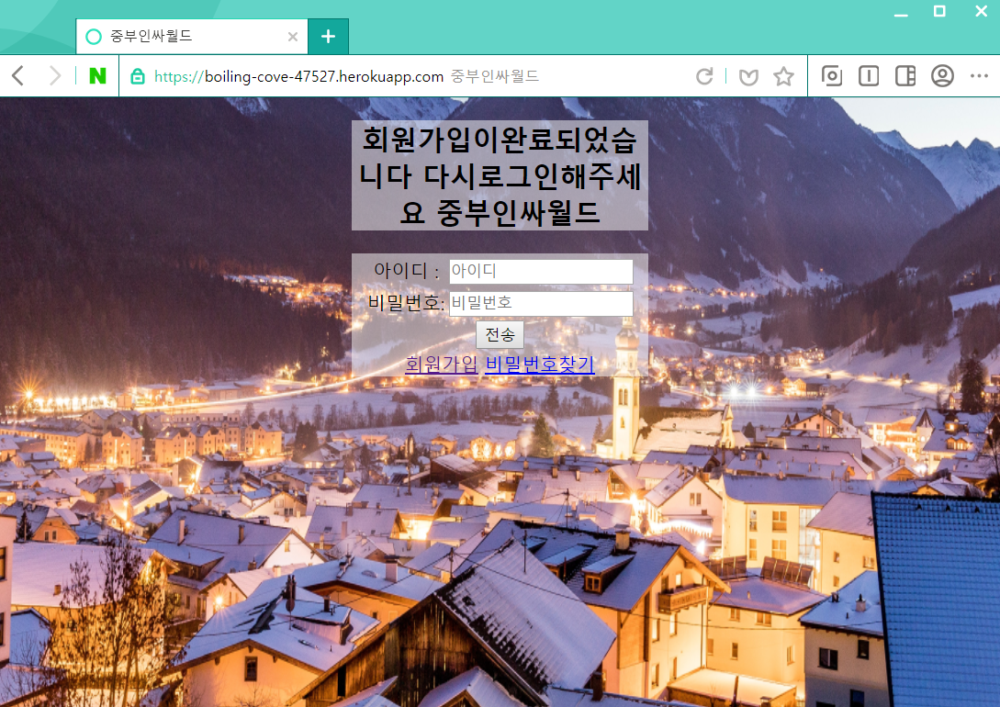 중부인싸월드
N
https://boiling-cove-47527.herokuapp.com 중부인싸월드
회원가입이완료되었습
니다 다시로그인해주세
요 중부인싸월드
아이디 : 아이디
비밀번호: 비밀번호
전송
회원가입 비밀번호찾기